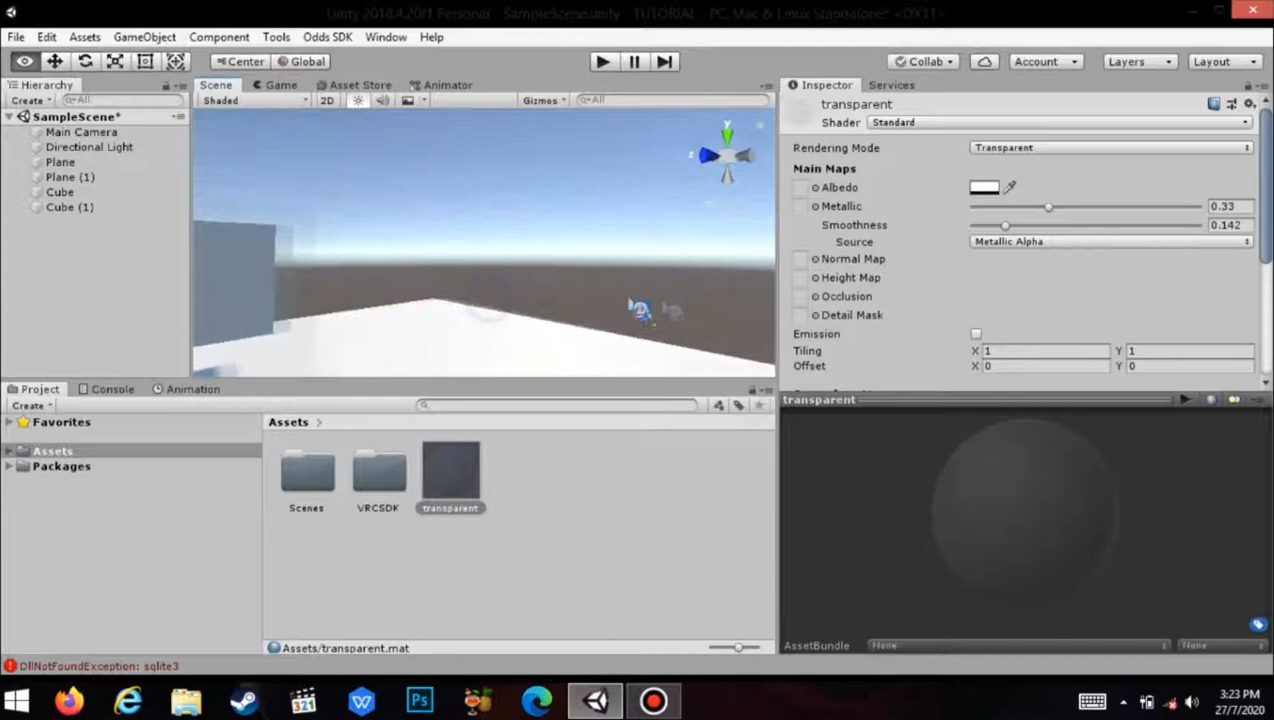 Unity 2018.4.20f1 Personal - SampleScene.unity - TUTORIAL - PC, Mac & Linux Standalone* <DX11>
File Edit Assets GameObject Component Tools Odds SDK Window Help
Center Global Collab Account Layers Layout
Hierarchy
Create All
SampleScene*
Main Camera
Directional Light
Plane
Plane (1)
Cube
Cube (1)
Scene Game Asset Store Animator
Shaded 2D Gizmos All
y
z
Inspector Services
transparent
Shader Standard
Rendering Mode Transparent
Main Maps
Albedo
Metallic 0.33
Smoothness 0.142
Source Metallic Alpha
Normal Map
Height Map
Occlusion
Detail Mask
Emission
Tiling X 1 Y 1
Offset X 0 Y 0
transparent
AssetBundle None None
Project Console Animation
Create
Favorites
Assets
Packages
Assets
Scenes VRCSDK transparent
Assets/transparent.mat
DllNotFoundException: sqlite3
321
Ps
3:23 PM
27/7/2020